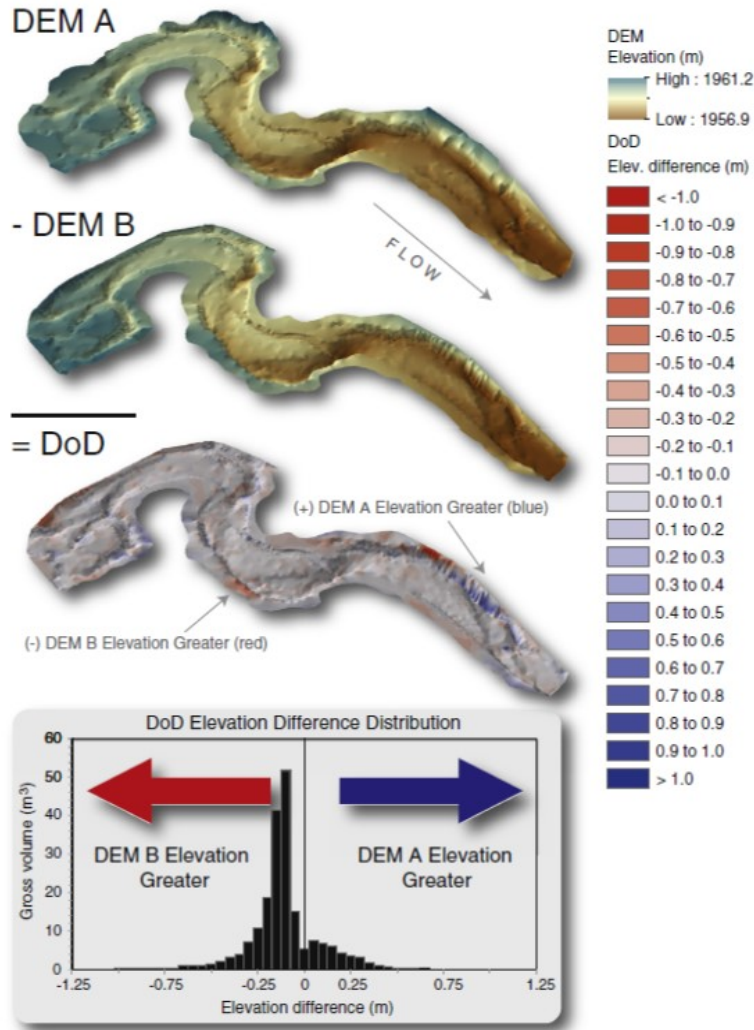 DEM A
- DEM B
FLOW
= DoD
(+) DEM A Elevation Greater (blue)
(-) DEM B Elevation Greater (red)
DEM
Elevation (m)
High : 1961.2
Low : 1956.9
DoD
Elev. difference (m)
< -1.0
-1.0 to -0.9
-0.9 to -0.8
-0.8 to -0.7
-0.7 to -0.6
-0.6 to -0.5
-0.5 to -0.4
-0.4 to -0.3
-0.3 to -0.2
-0.2 to -0.1
-0.1 to 0.0
0.0 to 0.1
0.1 to 0.2
0.2 to 0.3
0.3 to 0.4
0.4 to 0.5
0.5 to 0.6
0.6 to 0.7
0.7 to 0.8
0.8 to 0.9
0.9 to 1.0
> 1.0
DoD Elevation Difference Distribution
Gross volume (m³)
60
50
40
30
20
10
0
DEM B Elevation
Greater
DEM A Elevation
Greater
-1.25 -0.75 -0.25 0 0.25 0.75 1.25
Elevation difference (m)